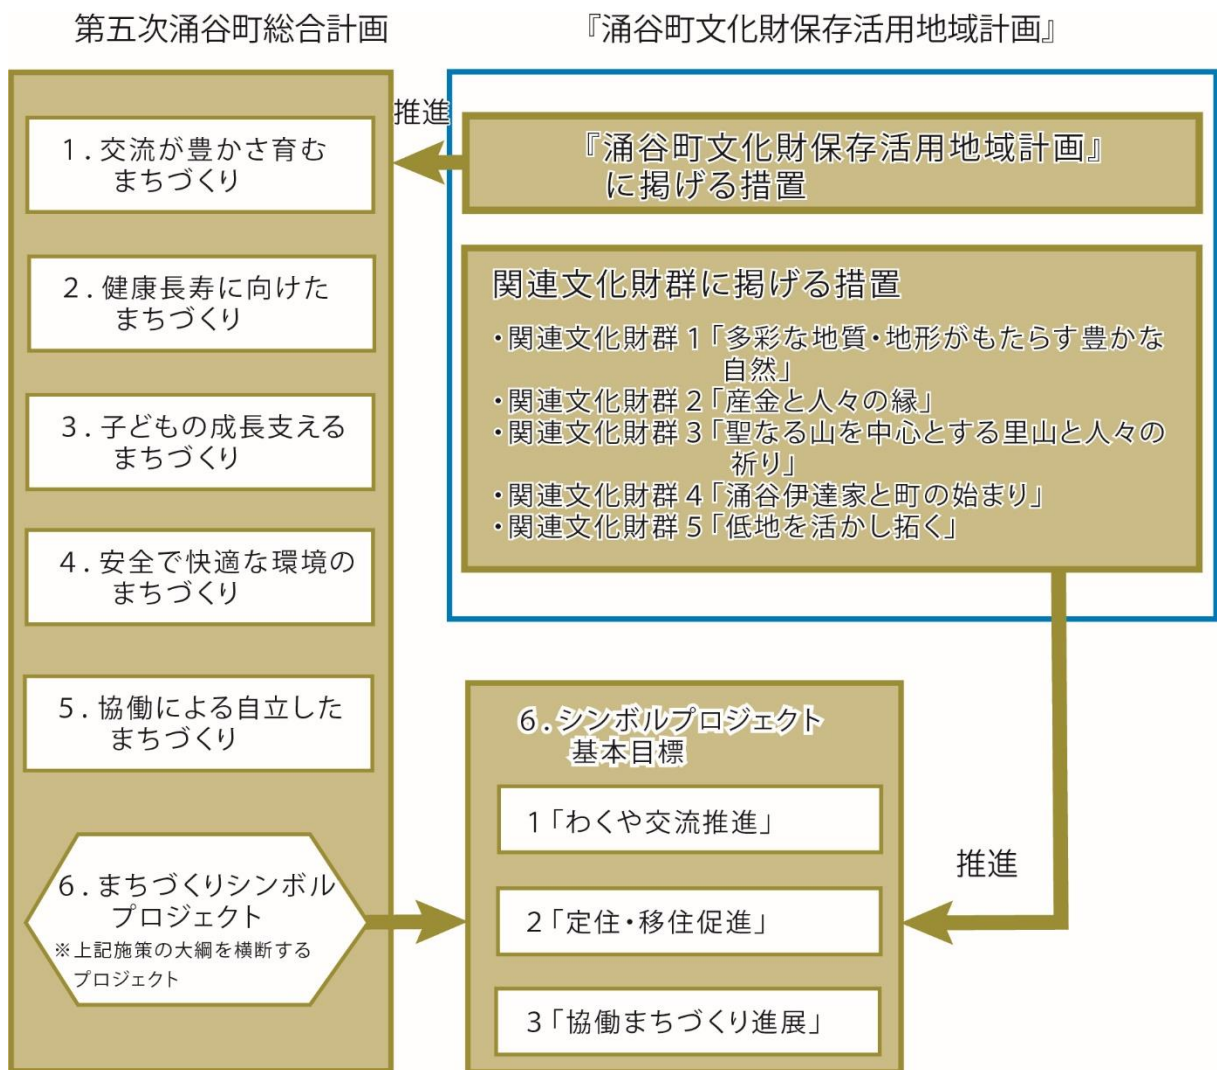 第五次涌谷町総合計画
1．交流が豊かさ育む
まちづくり
2．健康長寿に向けた
まちづくり
3．子どもの成長支える
まちづくり
4．安全で快適な環境の
まちづくり
5．協働による自立した
まちづくり
6．まちづくりシンボル
プロジェクト
※上記施策の大綱を横断する
プロジェクト
推進
『涌谷町文化財保存活用地域計画』
『涌谷町文化財保存活用地域計画』
に掲げる措置
関連文化財群に掲げる措置
・関連文化財群1「多彩な地質・地形がもたらす豊かな
自然」
・関連文化財群2「産金と人々の縁」
・関連文化財群3「聖なる山を中心とする里山と人々の
祈り」
・関連文化財群4「涌谷伊達家と町の始まり」
・関連文化財群5「低地を活かし拓く」
6．シンボルプロジェクト
基本目標
1「わくや交流推進」
2「定住・移住促進」
3「協働まちづくり進展」
推進